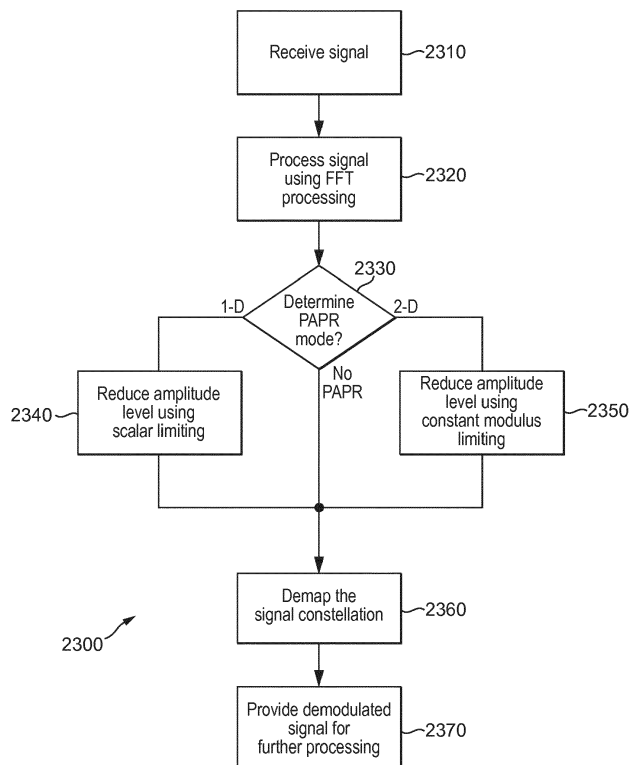 Receive signal
2310
Process signal
using FFT
processing
2320
2330
1-D
Determine
PAPR
mode?
2-D
No
PAPR
2340
Reduce amplitude
level using
scalar limiting
Reduce amplitude
level using
constant modulus
limiting
2350
Demap the
signal constellation
2360
2300
Provide demodulated
signal for
further processing
2370